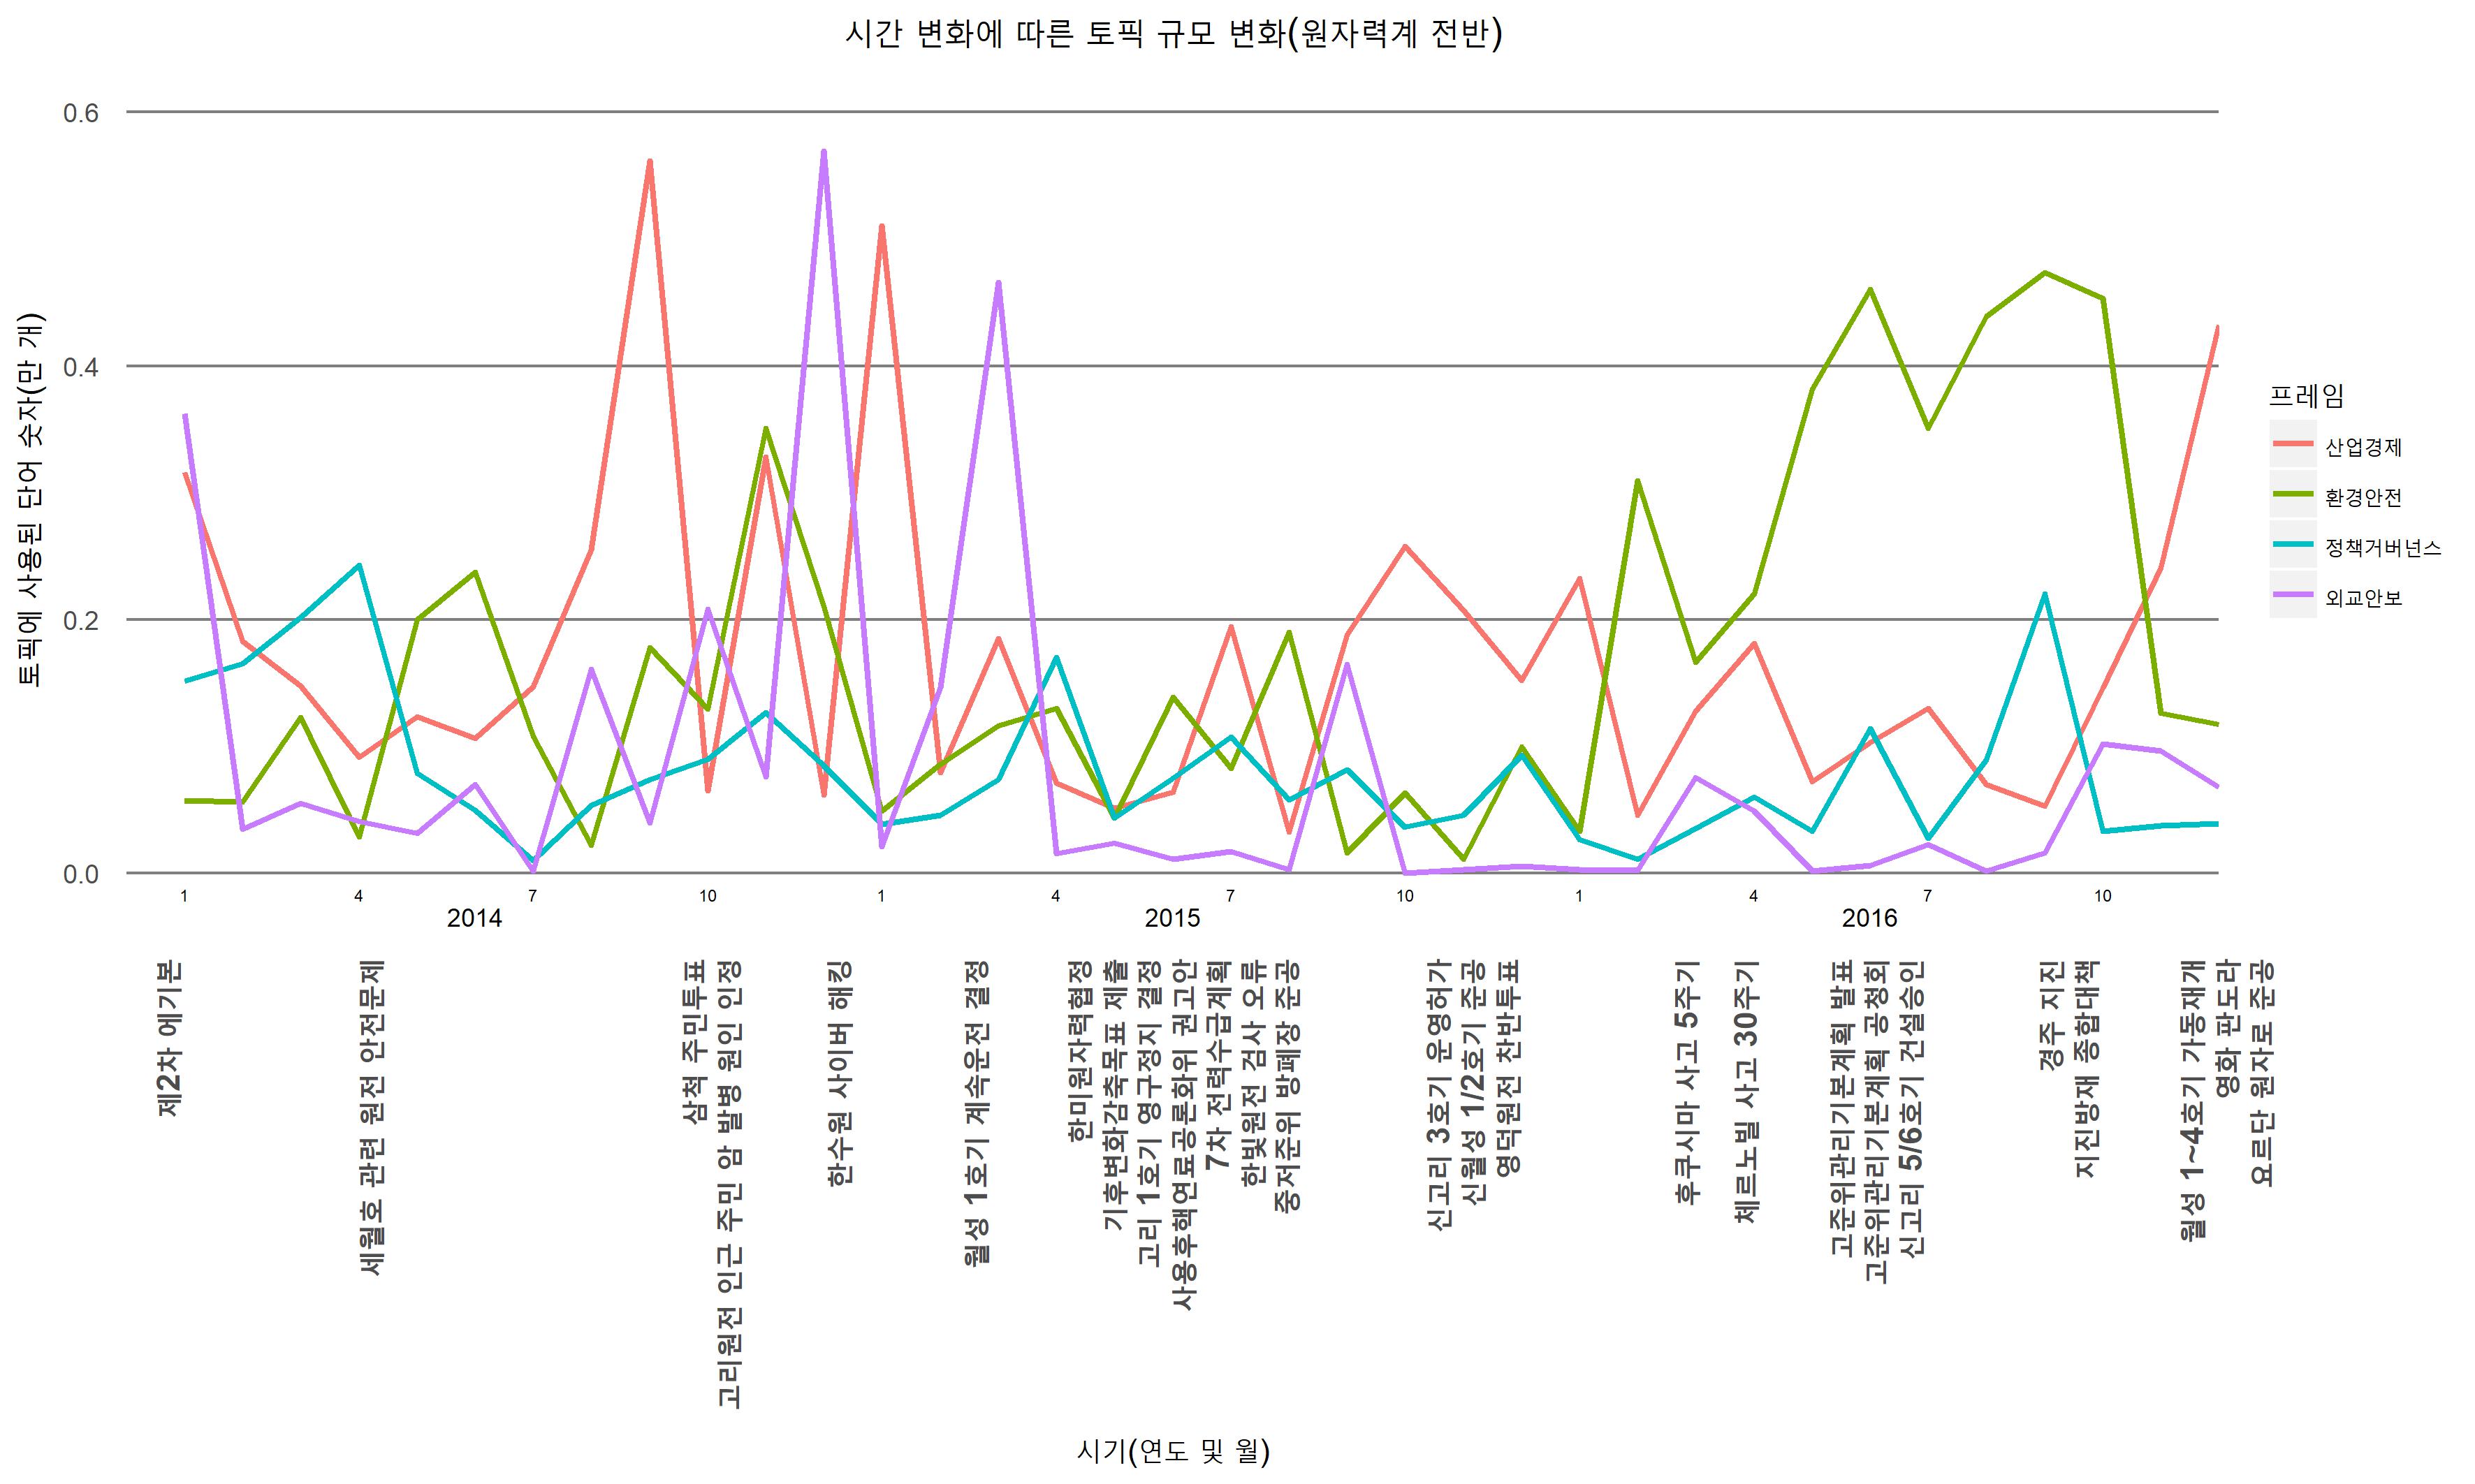 시간 변화에 따른 토픽 규모 변화(원자력계 전반)
토픽에 사용된 단어 숫자(만 개)
0.6
0.4
0.2
0.0
1
4
7
10
1
4
7
10
1
4
7
10
2014
2015
2016
제2차 에기본
세월호 관련 원전 안전문제
삼척 주민투표
고리원전 인근 주민 암 발병 원인 인정
한수원 사이버 해킹
월성 1호기 계속운전 결정
한미원자력협정
기후변화감축목표 제출
고리 1호기 영구정지 결정
사용후핵연료공론화위 권고안
7차 전력수급계획
한빛원전 검사 오류
중저준위 방폐장 준공
신고리 3호기 운영허가
신월성 1/2호기 준공
영덕원전 찬반투표
후쿠시마 사고 5주기
체르노빌 사고 30주기
고준위관리기본계획 발표
고준위관리기본계획 공청회
신고리 5/6호기 건설승인
경주 지진
지진방재 종합대책
월성 1~4호기 가동재개
영화 판도라
요르단 원자로 준공
시기(연도 및 월)
프레임
산업경제
환경안전
정책거버넌스
외교안보